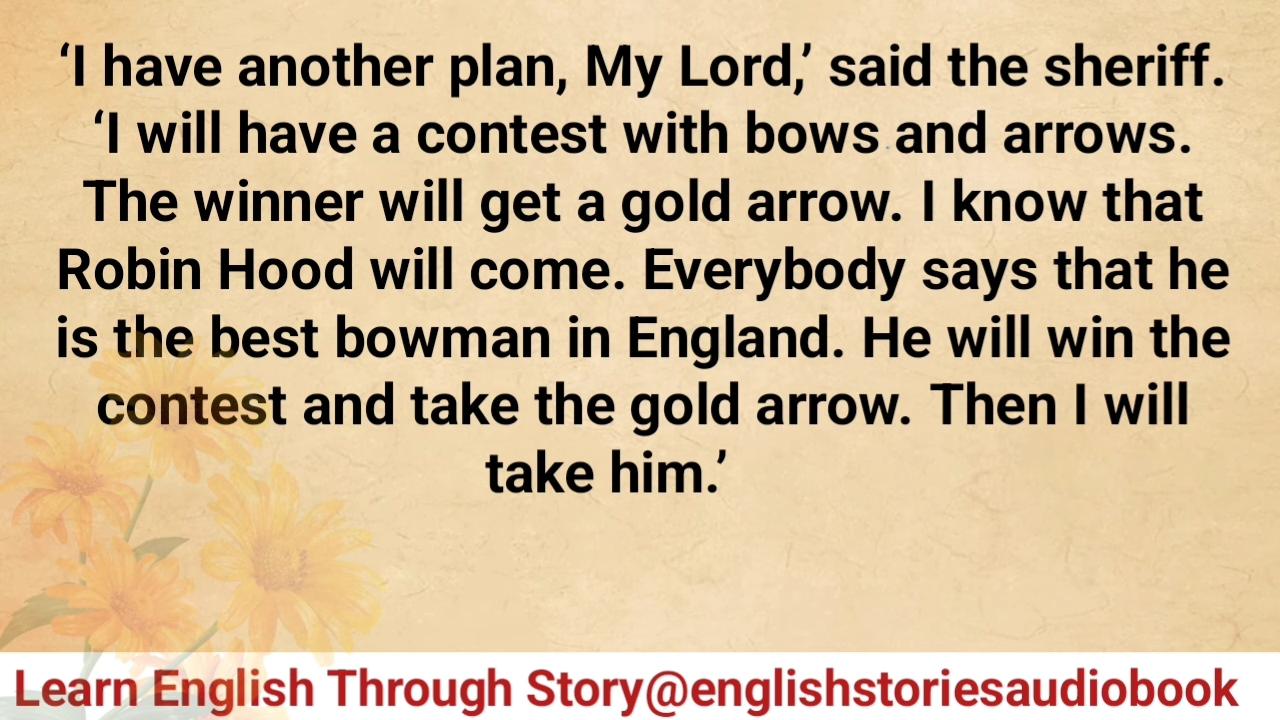 ‘I have another plan, My Lord,’ said the sheriff.
‘I will have a contest with bows and arrows.
The winner will get a gold arrow. I know that
Robin Hood will come. Everybody says that he
is the best bowman in England. He will win the
contest and take the gold arrow. Then I will
take him.’
Learn English Through Story@englishstoriesaudiobook